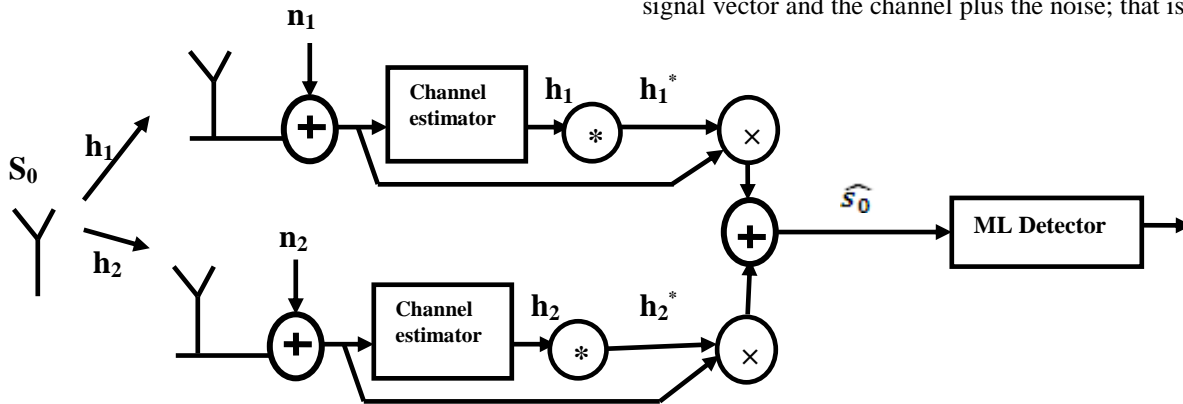 signal vector and the channel plus the noise; that is
n₁
+
Channel
estimator
h₁
*
h₁*
×
h₁
S₀
h₂
+
ŝ₀
ML Detector
n₂
+
Channel
estimator
h₂
*
h₂*
×